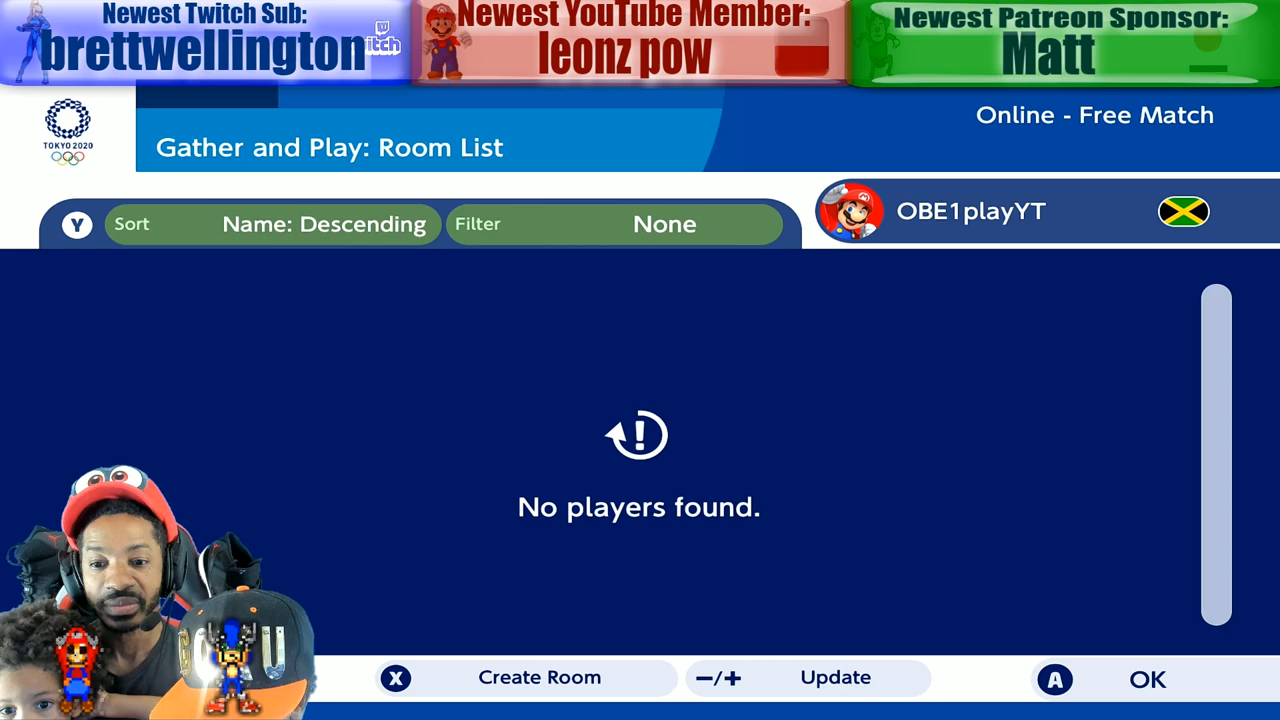 Newest Twitch Sub:
brettwellington
itch
Newest YouTube Member:
leonz pow
Newest Patreon Sponsor:
Matt
TOKYO 2020
Online - Free Match
Gather and Play: Room List
Y
Sort
Name: Descending
Filter
None
OBE1playYT
!
No players found.
X
Create Room
-/+
Update
A
OK